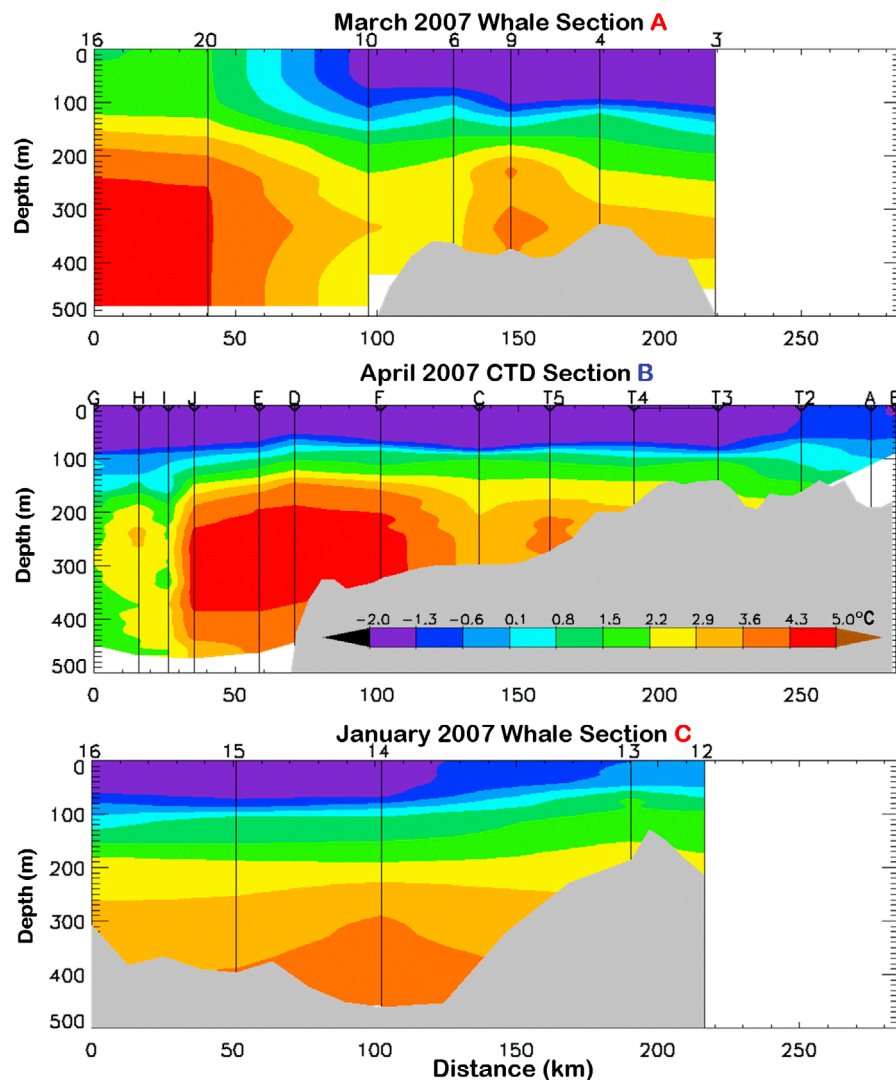 March 2007 Whale Section A
16 20 10 6 9 4 3
0
100
200
300
400
500
Depth (m)
0 50 100 150 200 250
April 2007 CTD Section B
G H I J E D F C T5 T4 T3 T2 A
0
100
200
300
400
500
Depth (m)
-2.0 -1.3 -0.6 0.1 0.8 1.5 2.2 2.9 3.6 4.3 5.0°C
0 50 100 150 200 250
January 2007 Whale Section C
16 15 14 13 12
0
100
200
300
400
500
Depth (m)
0 50 100 150 200 250
Distance (km)